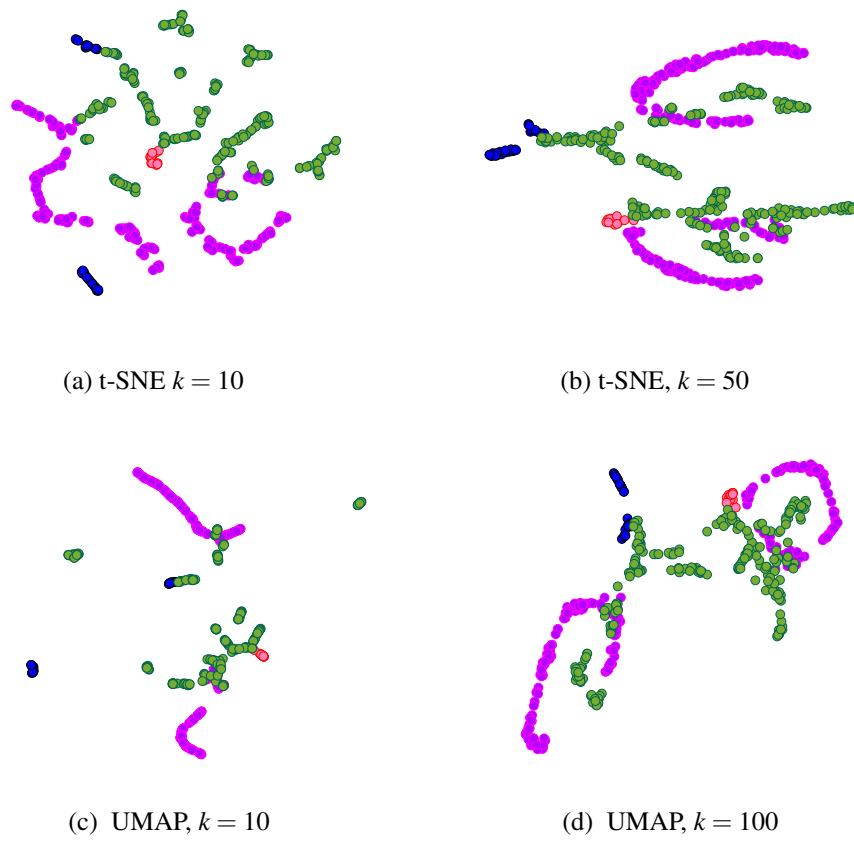 (a) t-SNE k = 10
(b) t-SNE, k = 50
(c) UMAP, k = 10
(d) UMAP, k = 100